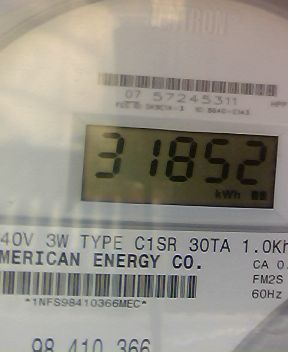 07 57245311
31852
kWh
40V 3W TYPE C1SR 30TA 1.0Kh
MERICAN ENERGY CO.
CA 0.
FM2S
60Hz
*1NFS98410366MEC*
98 410 366